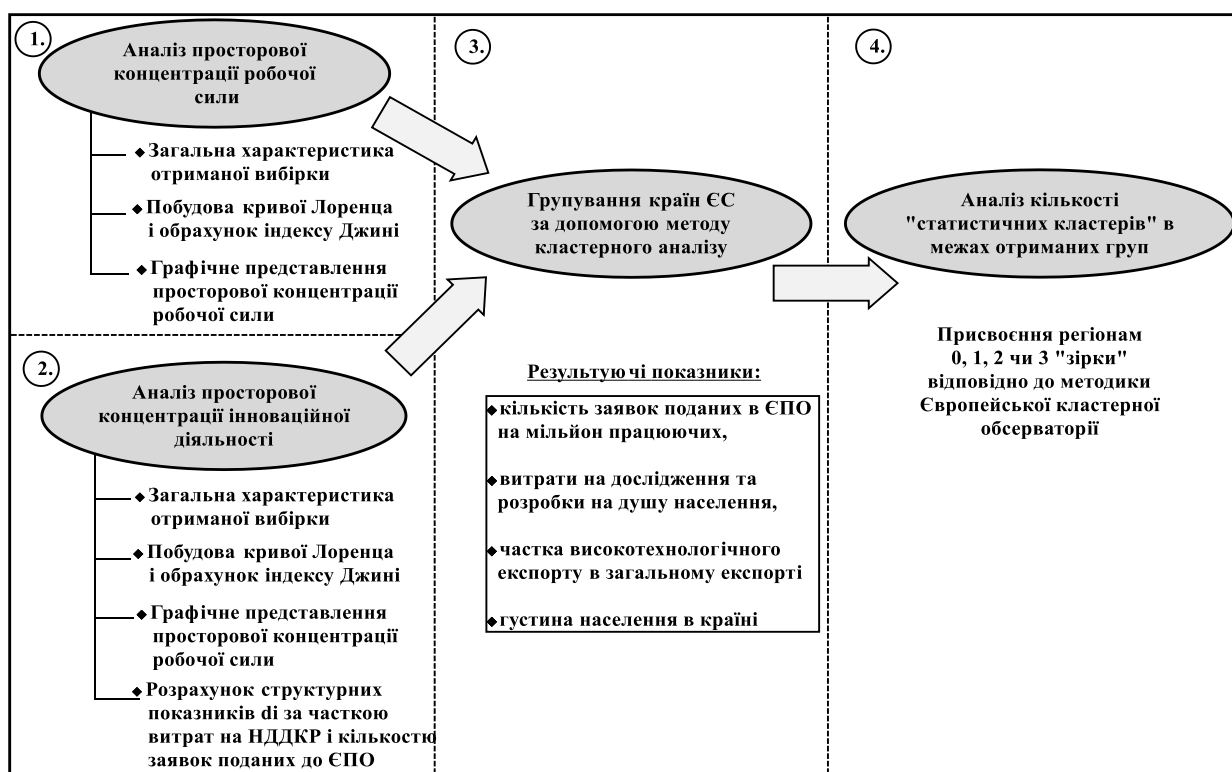 1.
Аналіз просторової
концентрації робочої
сили
◆ Загальна характеристика
отриманої вибірки
◆ Побудова кривої Лоренца
і обрахунок індексу Джині
◆ Графічне представлення
просторової концентрації
робочої сили
2.
Аналіз просторової
концентрації інноваційної
діяльності
◆ Загальна характеристика
отриманої вибірки
◆ Побудова кривої Лоренца
і обрахунок індексу Джині
◆ Графічне представлення
просторової концентрації
робочої сили
◆ Розрахунок структурних
показників di за часткою
витрат на НДДКР і кількостю
заявок поданих до ЄПО
3.
Групування країн ЄС
за допомогою методу
кластерного аналізу
Результуючі показники:
◆ кількість заявок поданих в ЄПО
на мільйон працюючих,
◆ витрати на дослідження та
розробки на душу населення,
◆ частка високотехнологічного
експорту в загальному експорті
◆ густина населення в країні
4.
Аналіз кількості
"статистичних кластерів" в
межах отриманих груп
Присвоєння регіонам
0, 1, 2 чи 3 "зірки"
відповідно до методики
Європейської кластерної
обсерваторії